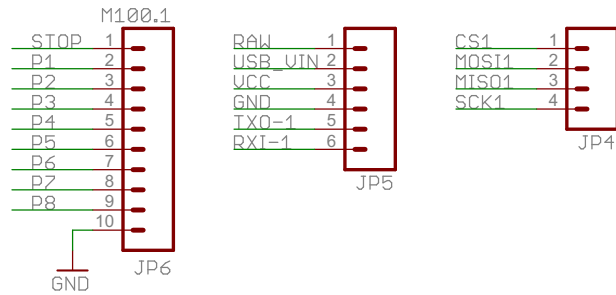 M100.1
STOP 1
P1 2
P2 3
P3 4
P4 5
P5 6
P6 7
P7 8
P8 9
10
GND
JP6
RAW 1
USB_VIN 2
VCC 3
GND 4
TXO-1 5
RXI-1 6
JP5
CS1 1
MOSI1 2
MISO1 3
SCK1 4
JP4